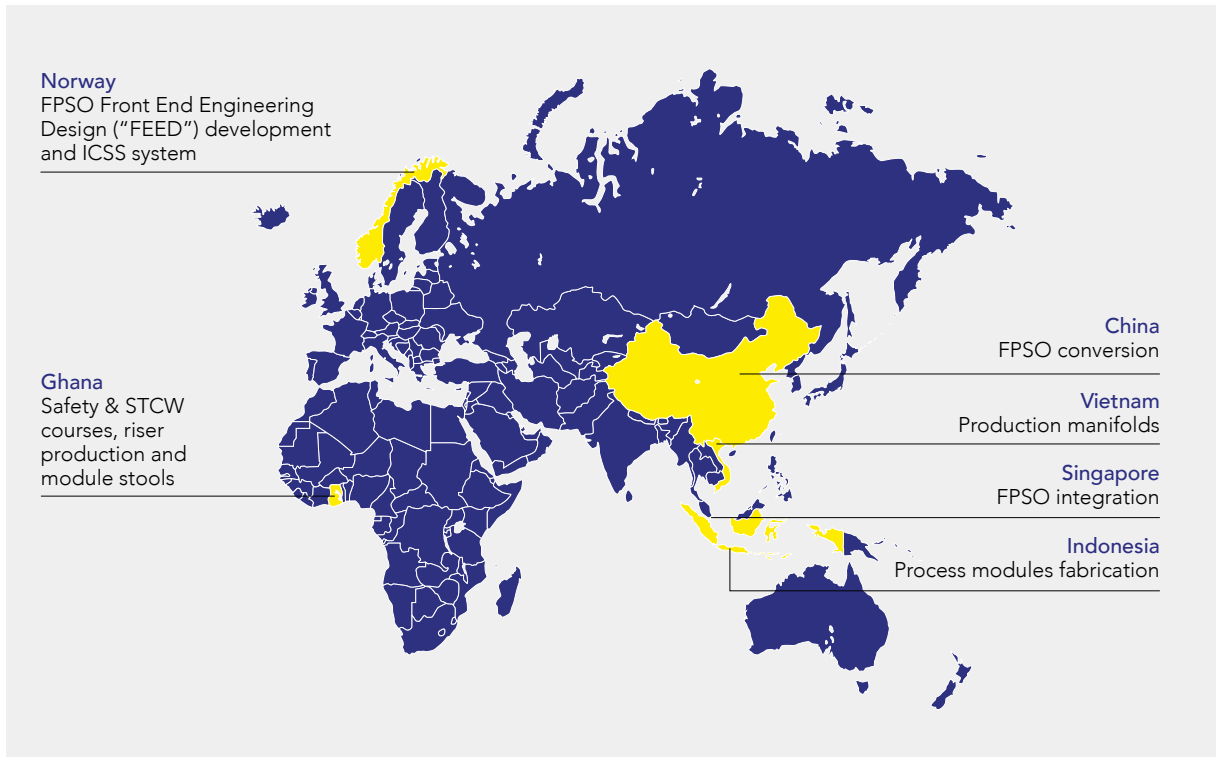 Norway
FPSO Front End Engineering
Design (“FEED”) development
and ICSS system
Ghana
Safety & STCW
courses, riser
production and
module stools
China
FPSO conversion
Vietnam
Production manifolds
Singapore
FPSO integration
Indonesia
Process modules fabrication